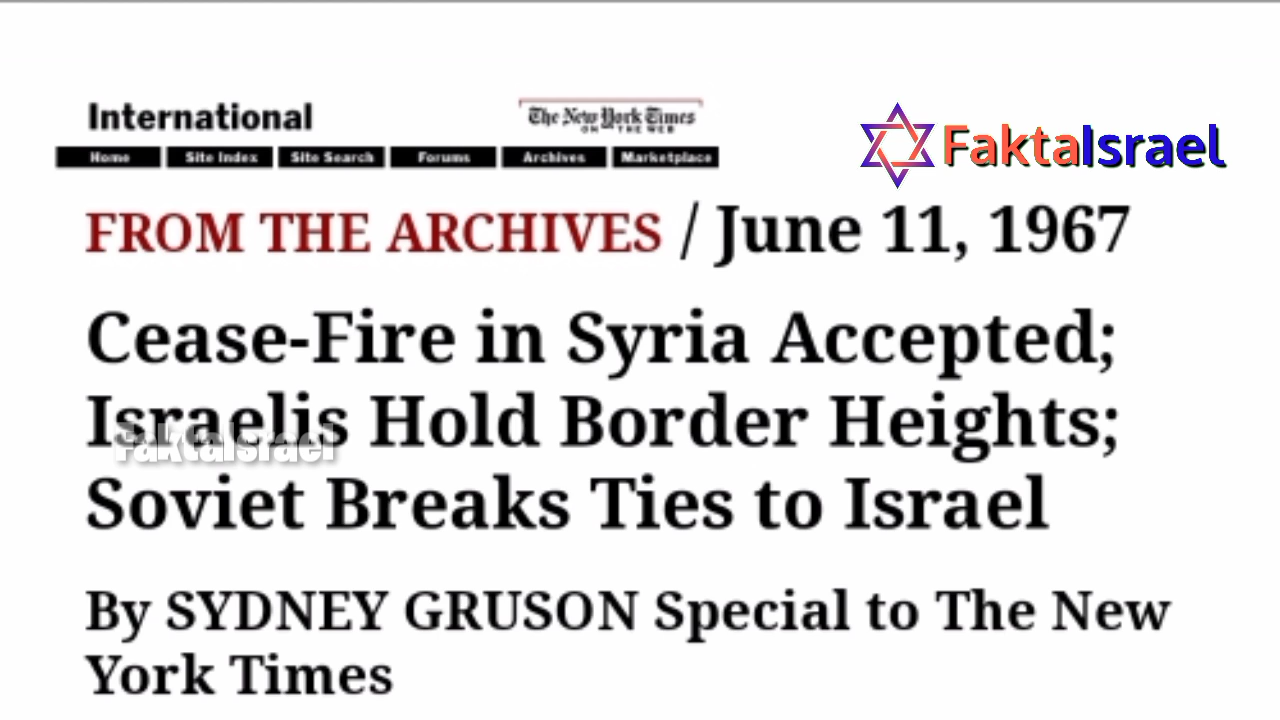 International
The New York Times
ON THE WEB
Home Site Index Site Search Forums Archives Marketplace
FaktaIsrael
FROM THE ARCHIVES / June 11, 1967
Cease-Fire in Syria Accepted;
Israelis Hold Border Heights;
FaktaIsrael
Soviet Breaks Ties to Israel
By SYDNEY GRUSON Special to The New
York Times